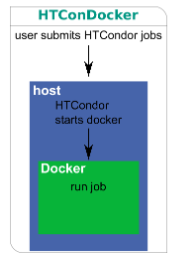 HTConDocker
user submits HTCondor jobs
host
HTCondor
starts docker
Docker
run job